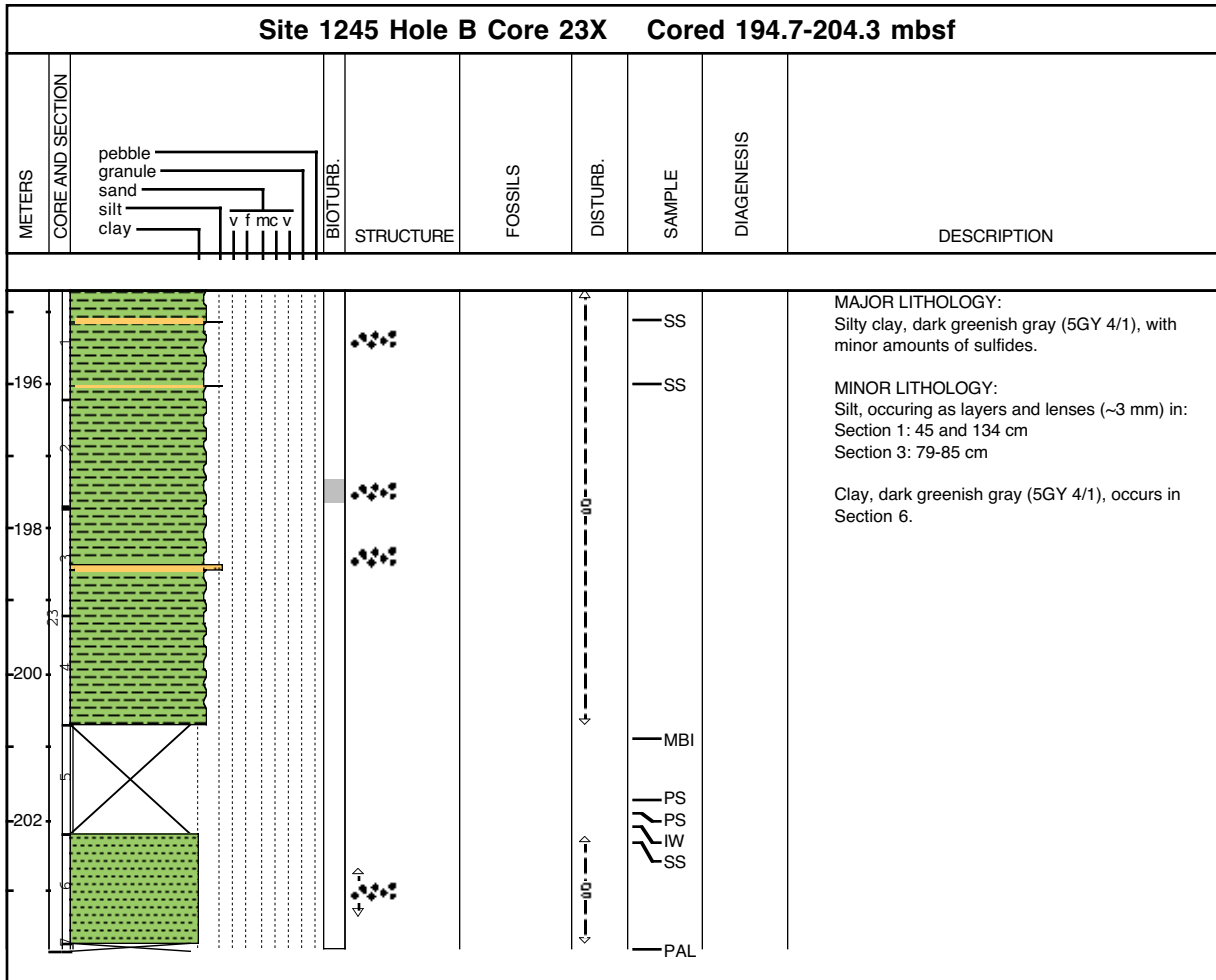 Site 1245 Hole B Core 23X Cored 194.7-204.3 mbsf
METERS
CORE AND SECTION
pebble
granule
sand
silt
clay
v f mc v
BIOTURB.
STRUCTURE
FOSSILS
DISTURB.
SAMPLE
DIAGENESIS
DESCRIPTION
196
198
200
202
23
1
2
3
4
5
6
7
SS
SS
MBI
PS
PS
IW
SS
PAL
MAJOR LITHOLOGY:
Silty clay, dark greenish gray (5GY 4/1), with
minor amounts of sulfides.
MINOR LITHOLOGY:
Silt, occuring as layers and lenses (~3 mm) in:
Section 1: 45 and 134 cm
Section 3: 79-85 cm
Clay, dark greenish gray (5GY 4/1), occurs in
Section 6.